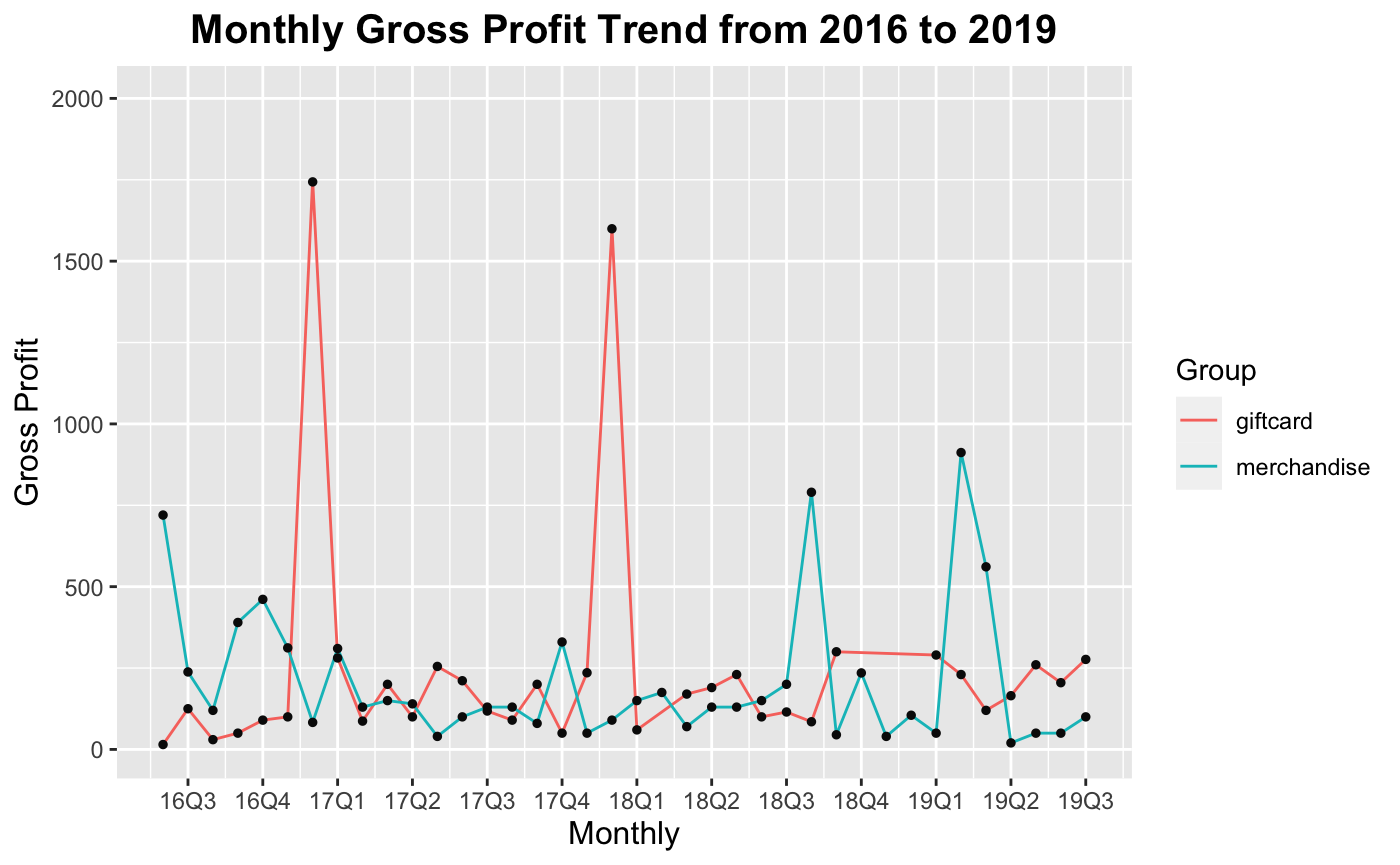 Monthly Gross Profit Trend from 2016 to 2019
2000
1500
1000
500
0
Gross Profit
16Q3 16Q4 17Q1 17Q2 17Q3 17Q4 18Q1 18Q2 18Q3 18Q4 19Q1 19Q2 19Q3
Monthly
Group
giftcard
merchandise